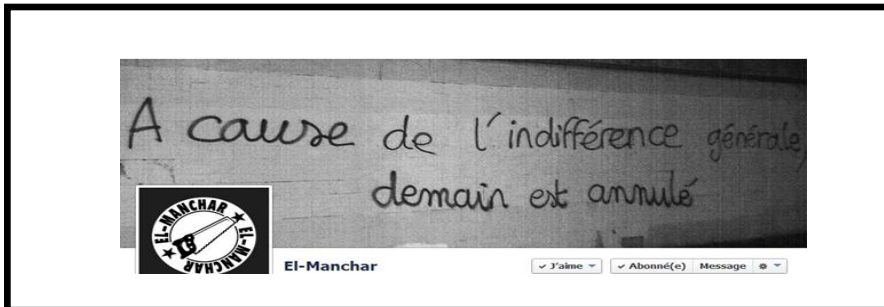 A cause de l'indifférence générale,
demain est annulé
EL-MANCHAR ★ EL-MANCHAR ★
El-Manchar
J'aime Abonné(e) Message